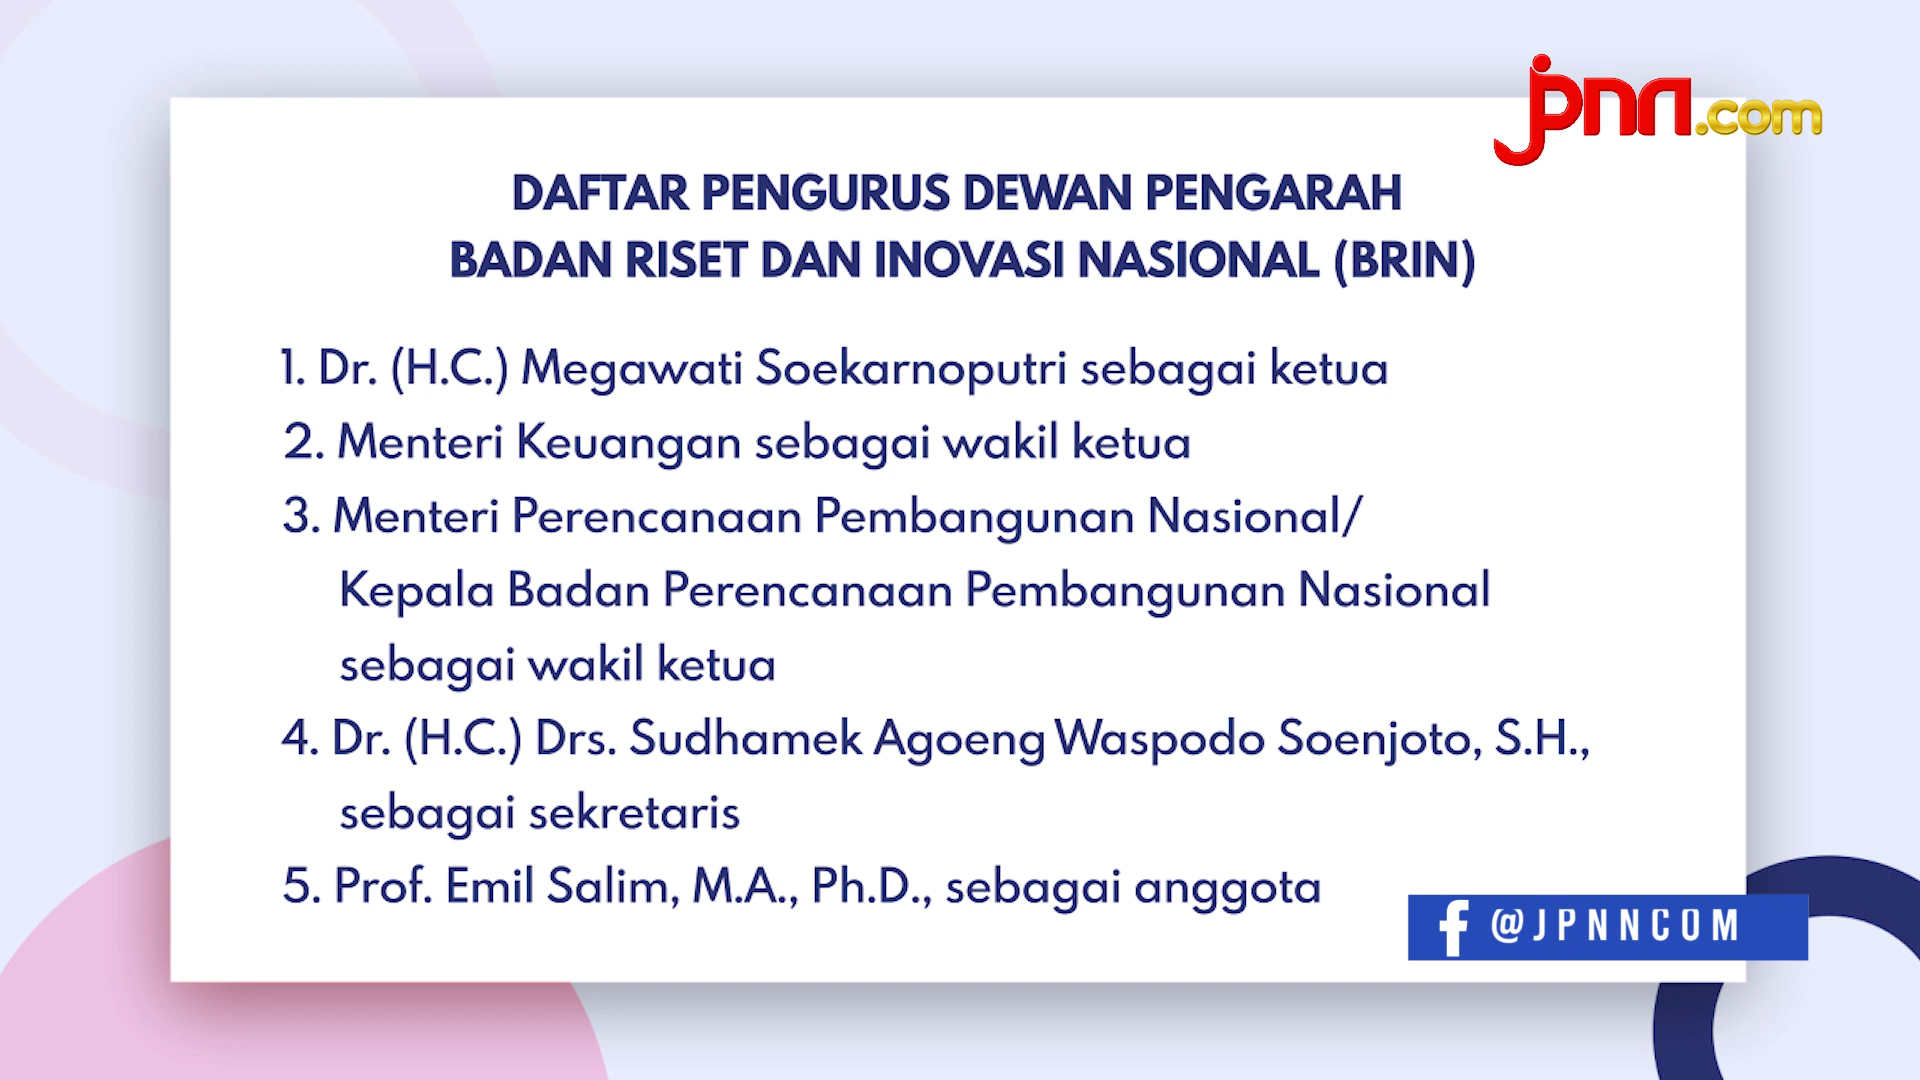 jpnn.com
DAFTAR PENGURUS DEWAN PENGARAH
BADAN RISET DAN INOVASI NASIONAL (BRIN)
1. Dr. (H.C.) Megawati Soekarnoputri sebagai ketua
2. Menteri Keuangan sebagai wakil ketua
3. Menteri Perencanaan Pembangunan Nasional/
Kepala Badan Perencanaan Pembangunan Nasional
sebagai wakil ketua
4. Dr. (H.C.) Drs. Sudhamek Agoeng Waspodo Soenjoto, S.H.,
sebagai sekretaris
5. Prof. Emil Salim, M.A., Ph.D., sebagai anggota
f @JPNNCOM